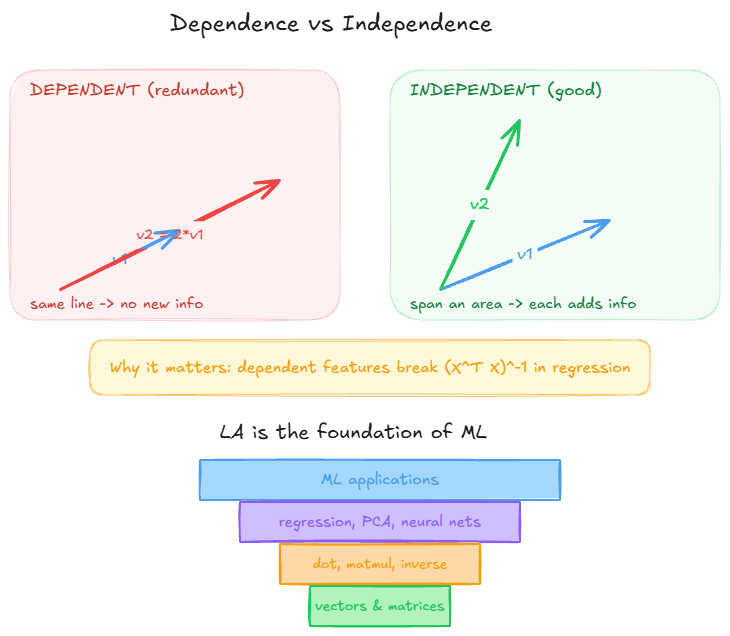 Dependence vs Independence
DEPENDENT (redundant)
v2 = 2*v1
v1
same line -> no new info
INDEPENDENT (good)
v2
v1
span an area -> each adds info
Why it matters: dependent features break (X^T X)^-1 in regression
LA is the foundation of ML
ML applications
regression, PCA, neural nets
dot, matmul, inverse
vectors & matrices